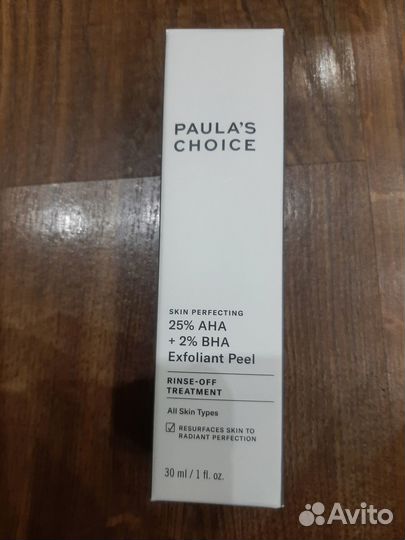 PAULA'S
CHOICE
SKIN PERFECTING
25% AHA
+ 2% BHA
Exfoliant Peel
RINSE-OFF
TREATMENT
All Skin Types
RESURFACES SKIN TO
RADIANT PERFECTION
30 ml / 1 fl. oz.
Avito